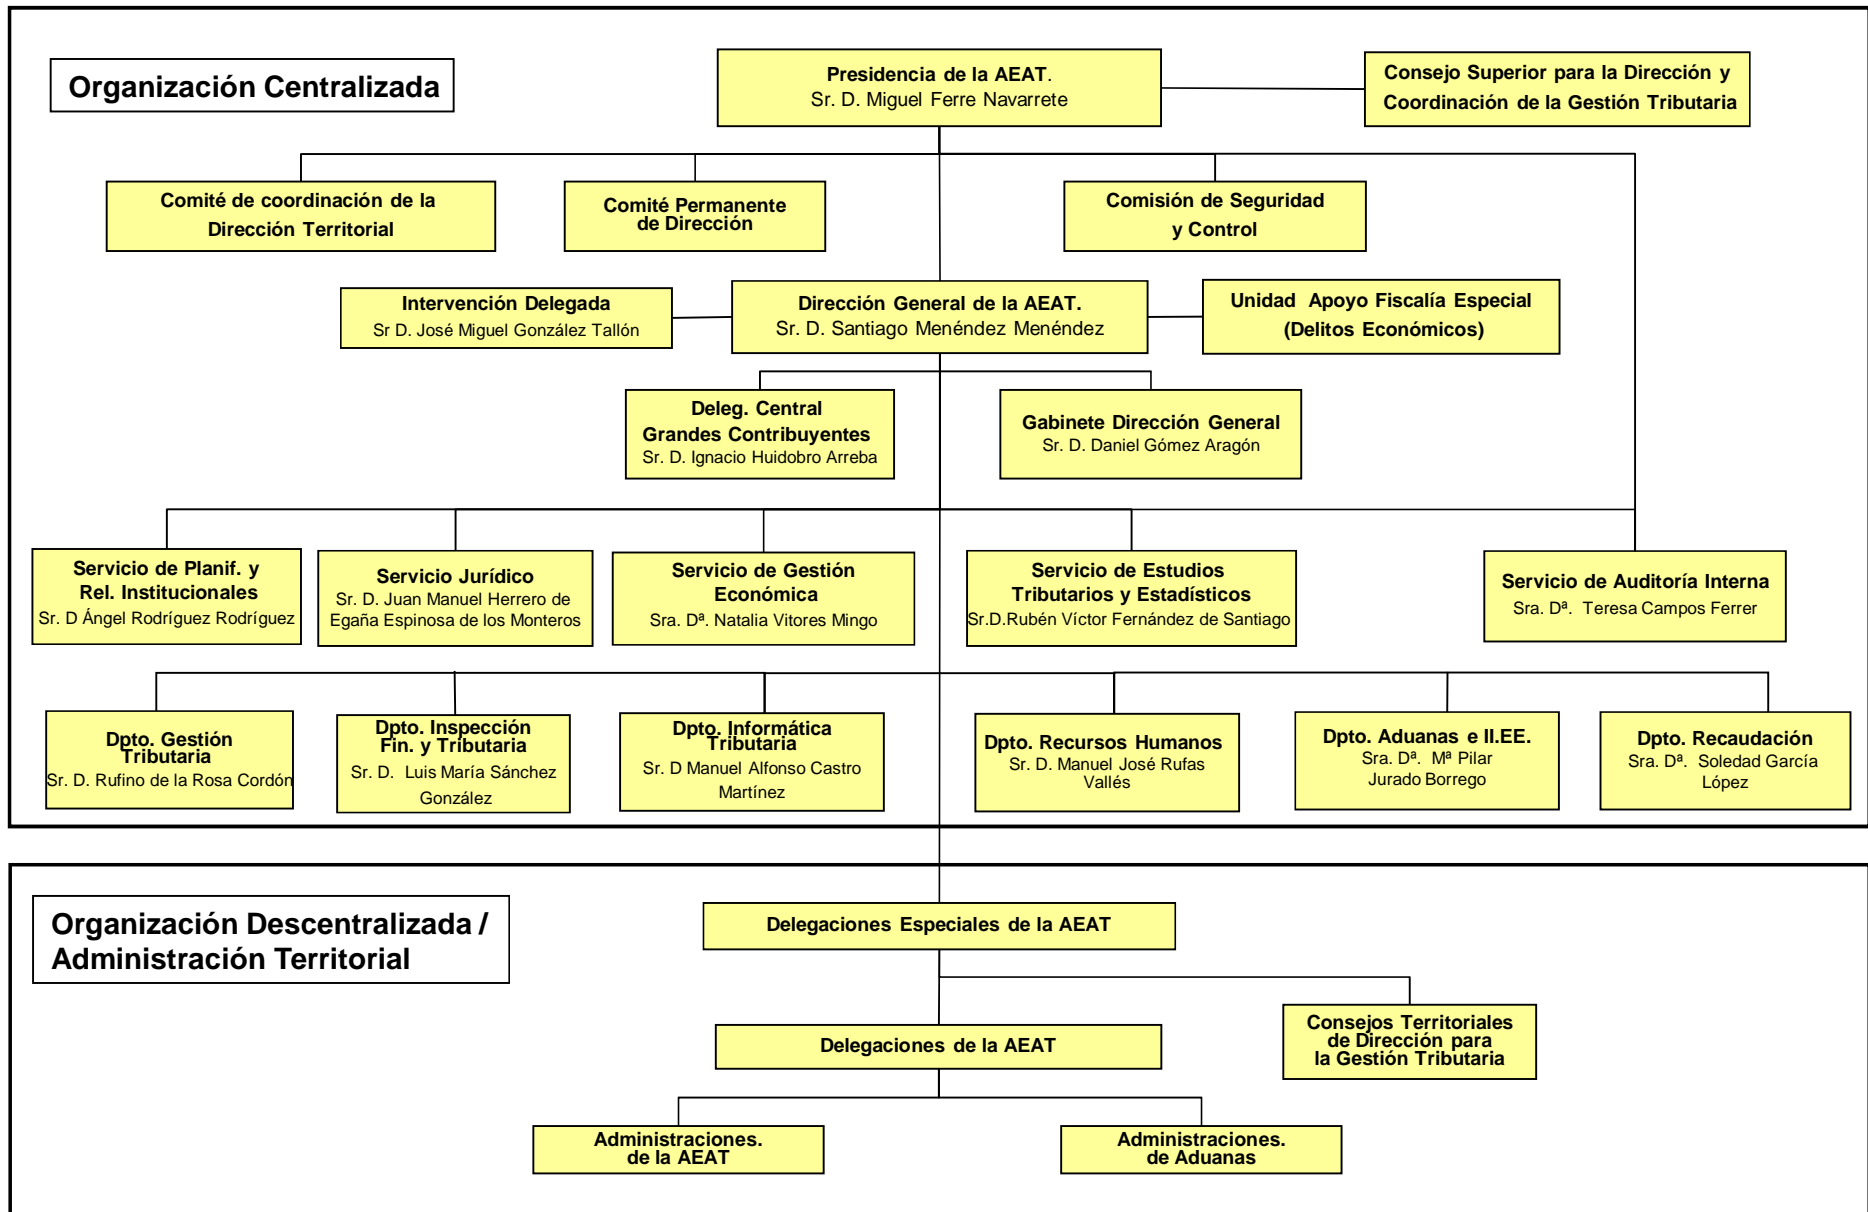 Organización Centralizada
Presidencia de la AEAT.
Sr. D. Miguel Ferre Navarrete
Consejo Superior para la Dirección y
Coordinación de la Gestión Tributaria
Comité de coordinación de la
Dirección Territorial
Comité Permanente
de Dirección
Comisión de Seguridad
y Control
Intervención Delegada
Sr D. José Miguel González Tallón
Dirección General de la AEAT.
Sr. D. Santiago Menéndez Menéndez
Unidad Apoyo Fiscalía Especial
(Delitos Económicos)
Deleg. Central
Grandes Contribuyentes
Sr. D. Ignacio Huidobro Arreba
Gabinete Dirección General
Sr. D. Daniel Gómez Aragón
Servicio de Planif. y
Rel. Institucionales
Sr. D Ángel Rodríguez Rodríguez
Servicio Jurídico
Sr. D. Juan Manuel Herrero de
Egaña Espinosa de los Monteros
Servicio de Gestión
Económica
Sra. Dª. Natalia Vitores Mingo
Servicio de Estudios
Tributarios y Estadísticos
Sr.D.Rubén Víctor Fernández de Santiago
Servicio de Auditoría Interna
Sra. Dª. Teresa Campos Ferrer
Dpto. Gestión
Tributaria
Sr. D. Rufino de la Rosa Cordón
Dpto. Inspección
Fin. y Tributaria
Sr. D. Luis María Sánchez
González
Dpto. Informática
Tributaria
Sr. D Manuel Alfonso Castro
Martínez
Dpto. Recursos Humanos
Sr. D. Manuel José Rufas
Vallés
Dpto. Aduanas e II.EE.
Sra. Dª. Mª Pilar
Jurado Borrego
Dpto. Recaudación
Sra. Dª. Soledad García
López
Organización Descentralizada /
Administración Territorial
Delegaciones Especiales de la AEAT
Delegaciones de la AEAT
Consejos Territoriales
de Dirección para
la Gestión Tributaria
Administraciones.
de la AEAT
Administraciones.
de Aduanas